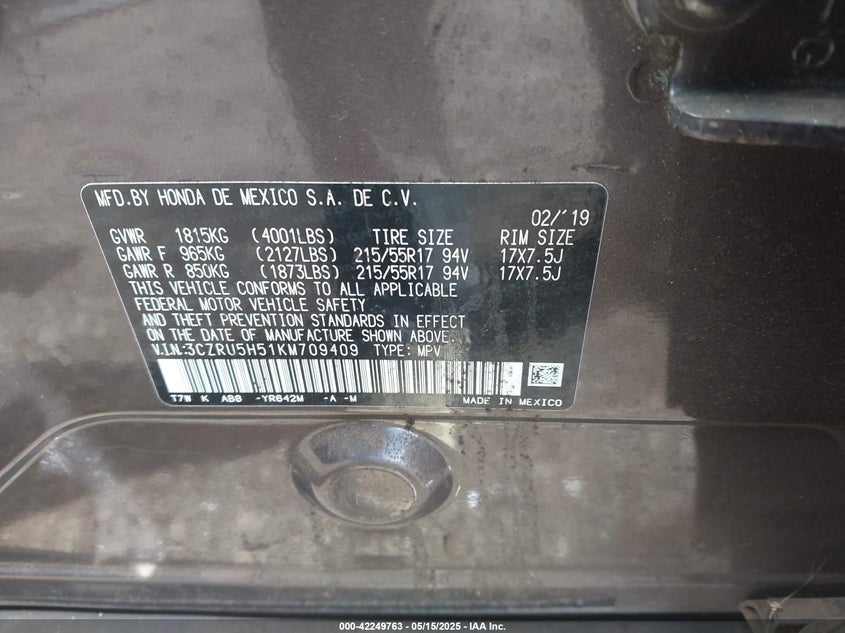 MFD.BY HONDA DE MEXICO S.A. DE C.V.
02/'19
GVWR 1815KG (4001LBS) TIRE SIZE RIM SIZE
GAWR F 965KG (2127LBS) 215/55R17 94V 17X7.5J
GAWR R 850KG (1873LBS) 215/55R17 94V 17X7.5J
THIS VEHICLE CONFORMS TO ALL APPLICABLE
FEDERAL MOTOR VEHICLE SAFETY
AND THEFT PREVENTION STANDARDS IN EFFECT
ON THE DATE OF MANUFACTURE SHOWN ABOVE.
V.I.N:3CZRU5H51KM709409 TYPE: MPV
T7W K AB8 -YR642M -A -M MADE IN MEXICO
000-42249763 - 05/15/2025 - IAA Inc.